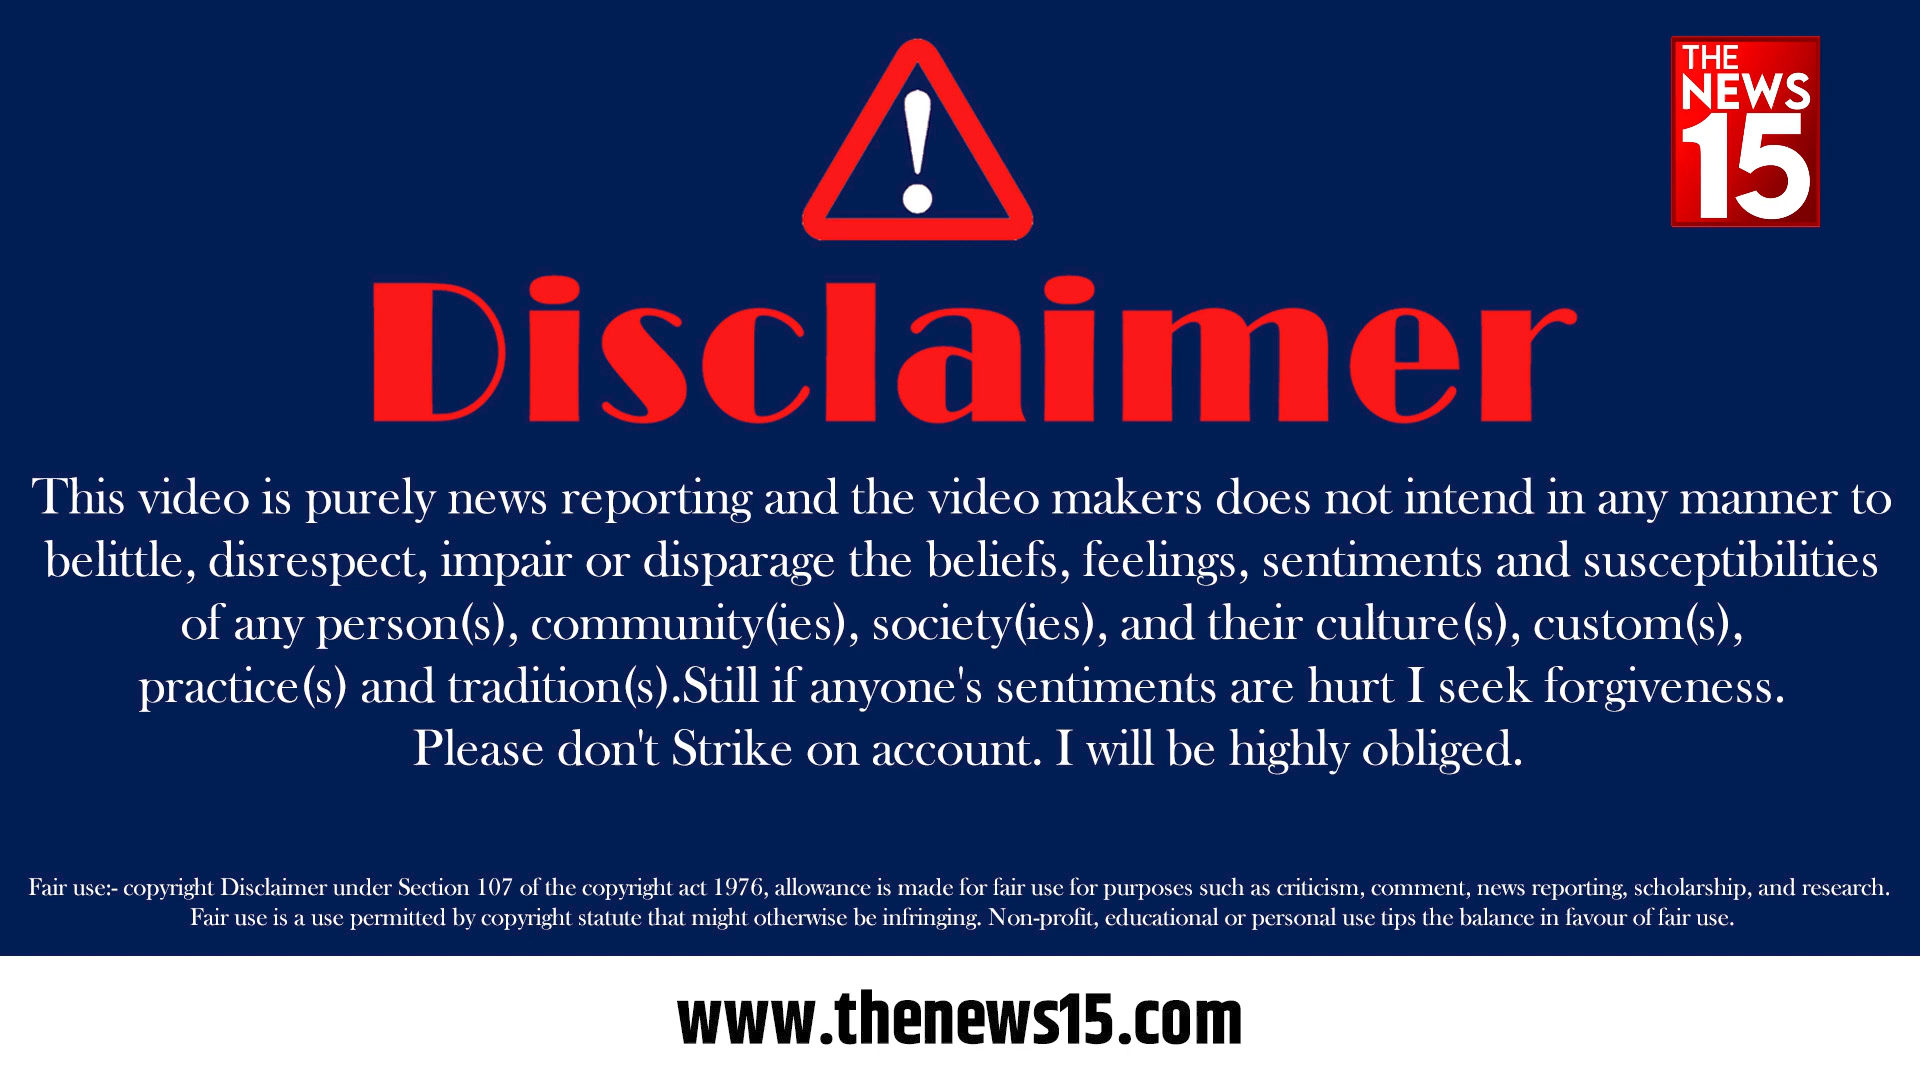 THE
NEWS
15
Disclaimer
This video is purely news reporting and the video makers does not intend in any manner to
belittle, disrespect, impair or disparage the beliefs, feelings, sentiments and susceptibilities
of any person(s), community(ies), society(ies), and their culture(s), custom(s),
practice(s) and tradition(s).Still if anyone's sentiments are hurt I seek forgiveness.
Please don't Strike on account. I will be highly obliged.
Fair use:- copyright Disclaimer under Section 107 of the copyright act 1976, allowance is made for fair use for purposes such as criticism, comment, news reporting, scholarship, and research.
Fair use is a use permitted by copyright statute that might otherwise be infringing. Non-profit, educational or personal use tips the balance in favour of fair use.
www.thenews15.com